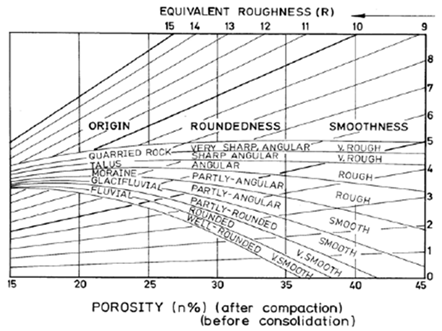 EQUIVALENT ROUGHNESS (R)
15 14 13 12 11 10 9
8
7
6
ORIGIN ROUNDEDNESS SMOOTHNESS
5
QUARRIED ROCK VERY SHARP, ANGULAR V. ROUGH
SHARP ANGULAR V. ROUGH
TALUS ANGULAR
4
MORAINE PARTLY-ANGULAR ROUGH
GLACIFLUVIAL PARTLY-ANGULAR ROUGH
3
FLUVIAL PARTLY-ROUNDED SMOOTH
2
ROUNDED SMOOTH
WELL-ROUNDED V.SMOOTH V. SMOOTH
1
0
15 20 25 30 35 40 45
POROSITY (n%) (after compaction)
(before consolidation)